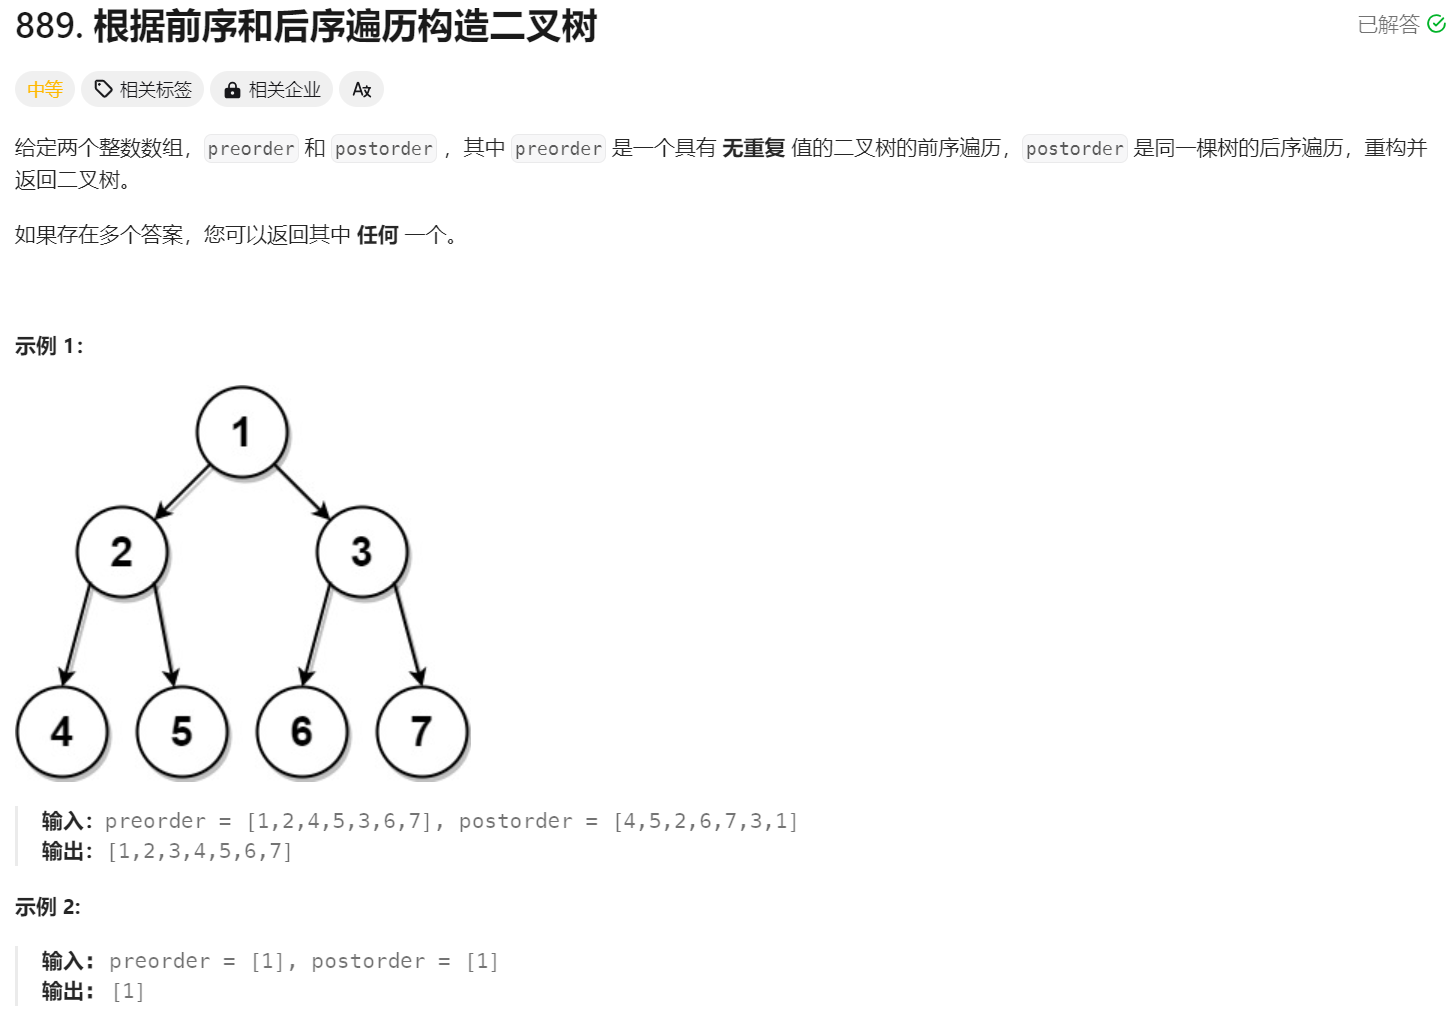 889. 根据前序和后序遍历构造二叉树
已解答
中等 相关标签 相关企业 A文
给定两个整数数组，preorder 和 postorder ，其中 preorder 是一个具有 无重复 值的二叉树的前序遍历，postorder 是同一棵树的后序遍历，重构并
返回二叉树。
如果存在多个答案，您可以返回其中 任何 一个。
示例 1：
1
2 3
4 5 6 7
输入：preorder = [1,2,4,5,3,6,7], postorder = [4,5,2,6,7,3,1]
输出：[1,2,3,4,5,6,7]
示例 2:
输入: preorder = [1], postorder = [1]
输出: [1]